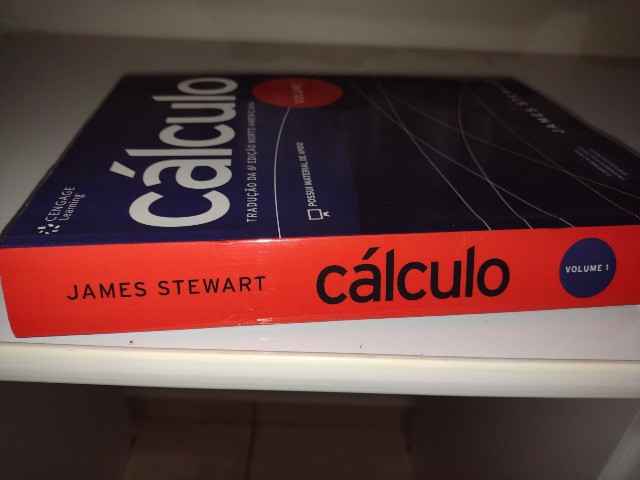 JAMES STEWART
cálculo
VOLUME 1
cálculo
TRADUÇÃO DA 6ª EDIÇÃO NORTE-AMERICANA
POSSUI MATERIAL DE APOIO
CENGAGE
Learning
VOLUME
JAMES STEWART